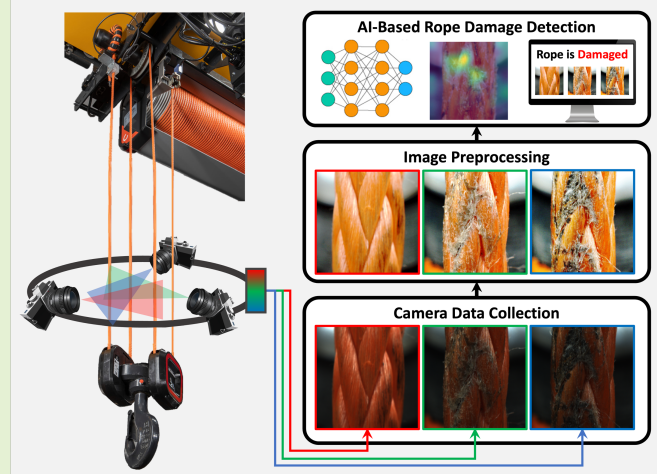 AI-Based Rope Damage Detection
Rope is Damaged
Image Preprocessing
Camera Data Collection